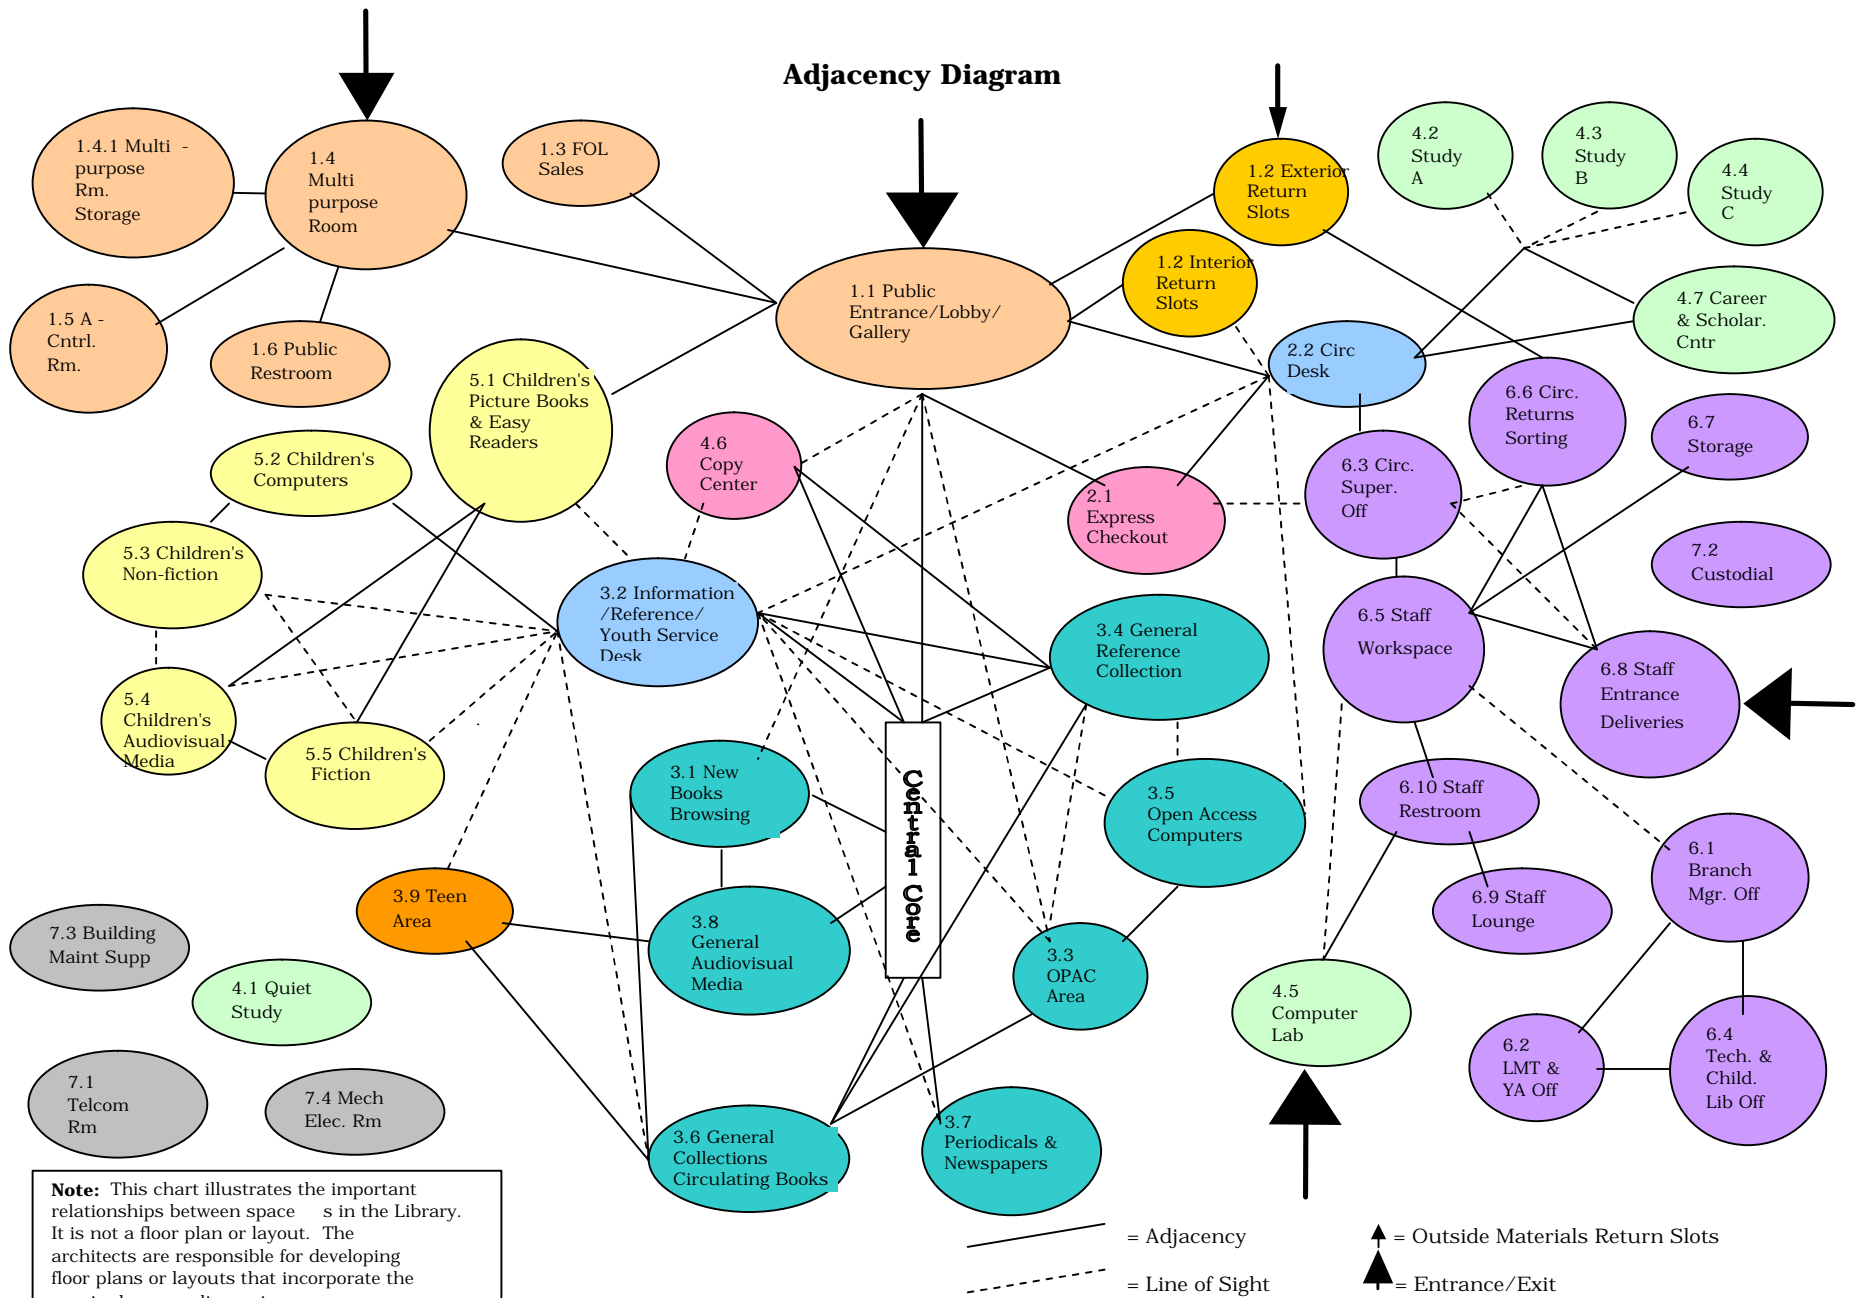 Adjacency Diagram
1.4.1 Multi -
purpose
Rm.
Storage
1.4
Multi
purpose
Room
1.3 FOL
Sales
1.2 Exterior
Return
Slots
4.2
Study
A
4.3
Study
B
4.4
Study
C
1.5 A -
Cntrl.
Rm.
1.6 Public
Restroom
1.1 Public
Entrance/Lobby/
Gallery
1.2 Interior
Return
Slots
2.2 Circ
Desk
4.7 Career
& Scholar.
Cntr
5.1 Children's
Picture Books
& Easy
Readers
5.2 Children's
Computers
4.6
Copy
Center
2.1
Express
Checkout
6.3 Circ.
Super.
Off
6.6 Circ.
Returns
Sorting
6.7
Storage
5.3 Children's
Non-fiction
3.2 Information
/Reference/
Youth Service
Desk
3.4 General
Reference
Collection
6.5 Staff
Workspace
7.2
Custodial
5.4
Children's
Audiovisual
Media
5.5 Children's
Fiction
3.1 New
Books
Browsing
Central Core
3.5
Open Access
Computers
6.10 Staff
Restroom
6.8 Staff
Entrance
Deliveries
3.9 Teen
Area
3.8
General
Audiovisual
Media
3.3
OPAC
Area
6.9 Staff
Lounge
6.1
Branch
Mgr. Off
7.3 Building
Maint Supp
4.1 Quiet
Study
4.5
Computer
Lab
6.2
LMT &
YA Off
6.4
Tech. &
Child.
Lib Off
7.1
Telcom
Rm
7.4 Mech
Elec. Rm
3.6 General
Collections
Circulating Books
3.7
Periodicals &
Newspapers
Note: This chart illustrates the important
relationships between space s in the Library.
It is not a floor plan or layout. The
architects are responsible for developing
floor plans or layouts that incorporate the
= Adjacency
= Line of Sight
= Outside Materials Return Slots
= Entrance/Exit